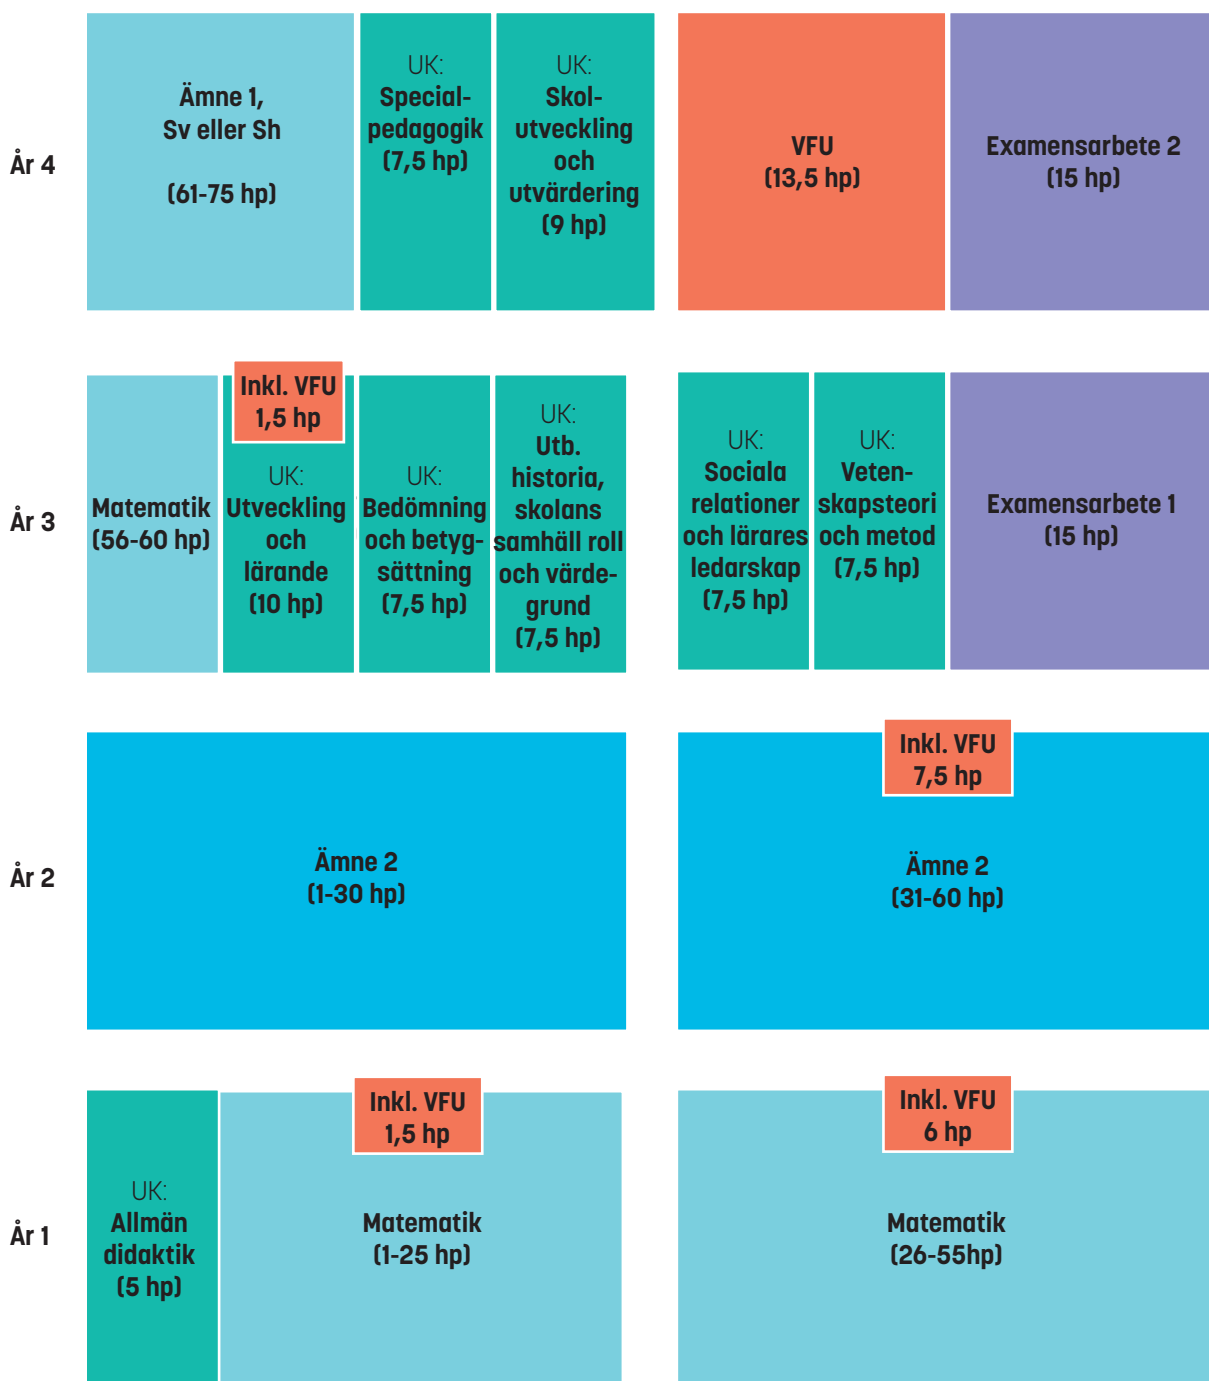 År 4
Ämne 1,
Sv eller Sh
(61-75 hp)
UK:
Special-
pedagogik
(7,5 hp)
UK:
Skol-
utveckling
och
utvärdering
(9 hp)
VFU
(13,5 hp)
Examensarbete 2
(15 hp)
År 3
Matematik
(56-60 hp)
Inkl. VFU
1,5 hp
UK:
Utveckling
och
lärande
(10 hp)
UK:
Bedömning
och betyg-
sättning
(7,5 hp)
UK:
Utb.
historia,
skolans
samhäll roll
och värde-
grund
(7,5 hp)
UK:
Sociala
relationer
och lärares
ledarskap
(7,5 hp)
UK:
Veten-
skapsteori
och metod
(7,5 hp)
Examensarbete 1
(15 hp)
År 2
Ämne 2
(1-30 hp)
Inkl. VFU
7,5 hp
Ämne 2
(31-60 hp)
År 1
UK:
Allmän
didaktik
(5 hp)
Inkl. VFU
1,5 hp
Matematik
(1-25 hp)
Inkl. VFU
6 hp
Matematik
(26-55hp)